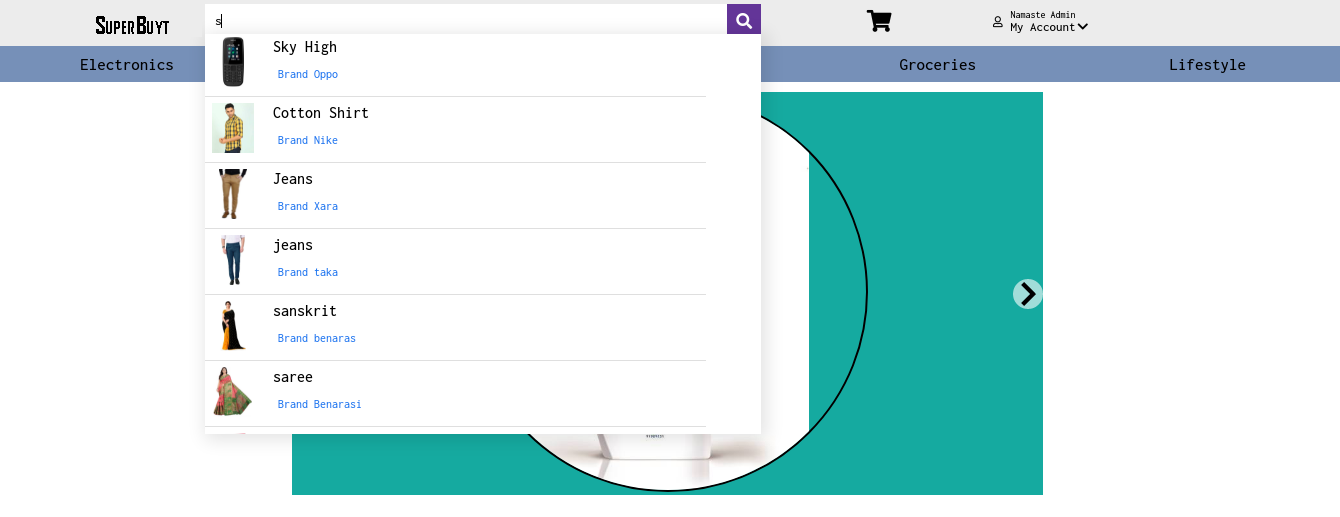 SUPERBUYT
s
Namaste Admin
My Account
Electronics
Groceries
Lifestyle
Sky High
Brand Oppo
Cotton Shirt
Brand Nike
Jeans
Brand Xara
jeans
Brand taka
sanskrit
Brand benaras
saree
Brand Benarasi